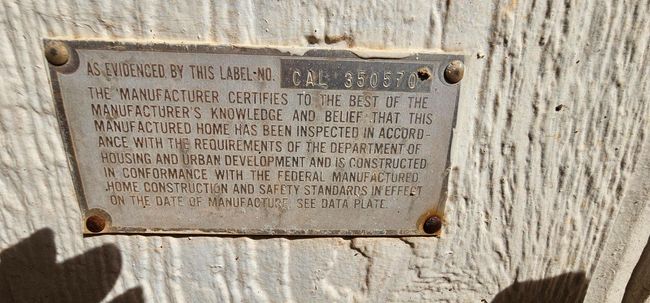 AS EVIDENCED BY THIS LABEL-NO. CAL 350570
THE MANUFACTURER CERTIFIES TO THE BEST OF THE
MANUFACTURER'S KNOWLEDGE AND BELIEF THAT THIS
MANUFACTURED HOME HAS BEEN INSPECTED IN ACCORD-
ANCE WITH THE REQUIREMENTS OF THE DEPARTMENT OF
HOUSING AND URBAN DEVELOPMENT AND IS CONSTRUCTED
IN CONFORMANCE WITH THE FEDERAL MANUFACTURED
HOME CONSTRUCTION AND SAFETY STANDARDS IN EFFECT
ON THE DATE OF MANUFACTURE. SEE DATA PLATE.